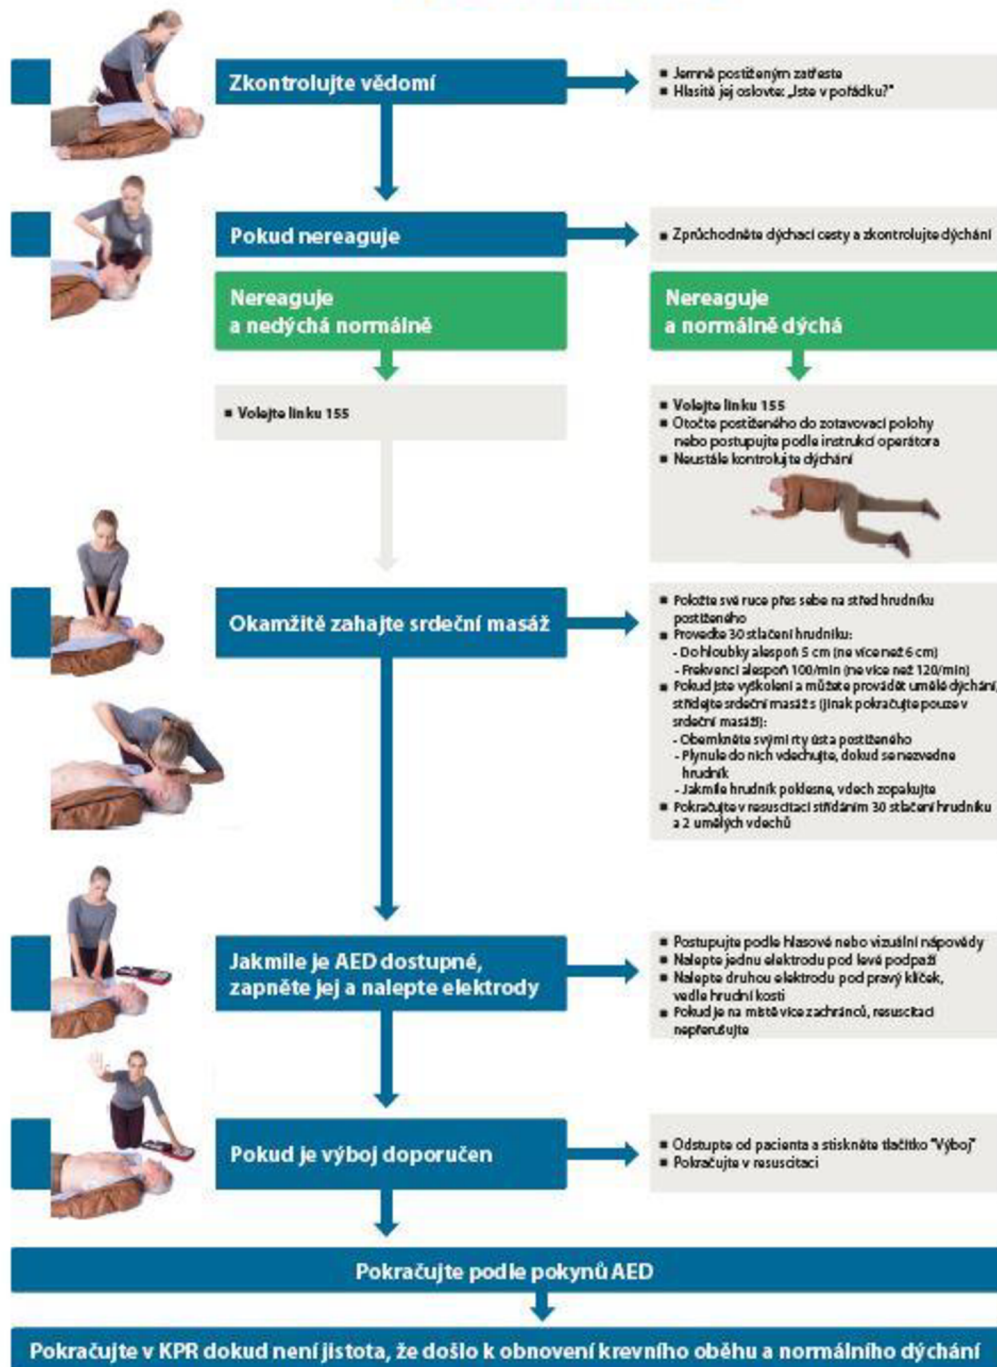 Zkontrolujte vědomí
■ Jemně postiženým zatřeste
■ Hlasitě jej oslovte: „Jste v pořádku?"
Pokud nereaguje
■ Zprůchodněte dýchací cesty a zkontrolujte dýchání
Nereaguje
a nedýchá normálně
Nereaguje
a normálně dýchá
■ Volejte linku 155
■ Volejte linku 155
■ Otočte postiženého do zotavovací polohy
nebo postupujte podle instrukcí operátora
■ Neustále kontrolujte dýchání
Okamžitě zahajte srdeční masáž
■ Položte své ruce přes sebe na střed hrudníku
postiženého
■ Proveďte 30 stlačení hrudníku:
- Do hloubky alespoň 5 cm (ne více než 6 cm)
- Frekvencí alespoň 100/min (ne více než 120/min)
■ Pokud jste vyškoleni a můžete provádět umělé dýchání,
střídejte srdeční masáž s (jinak pokračujte pouze v
srdeční masáži):
- Obemkněte svými rty ústa postiženého
- Plynule do nich vdechujte, dokud se nezvedne
hrudník
- Jakmile hrudník poklesne, vdech zopakujte
■ Pokračujte v resuscitaci střídáním 30 stlačení hrudníku
a 2 umělých vdechů
Jakmile je AED dostupné,
zapněte jej a nalepte elektrody
■ Postupujte podle hlasové nebo vizuální nápovědy
■ Nalepte jednu elektrodu pod levé podpaží
■ Nalepte druhou elektrodu pod pravý klíček,
vedle hrudní kosti
■ Pokud je na místě více zachránců, resuscitaci
nepřerušujte
Pokud je výboj doporučen
■ Odstupte od pacienta a stiskněte tlačítko "Výboj"
■ Pokračujte v resuscitaci
Pokračujte podle pokynů AED
Pokračujte v KPR dokud není jistota, že došlo k obnovení krevního oběhu a normálního dýchání